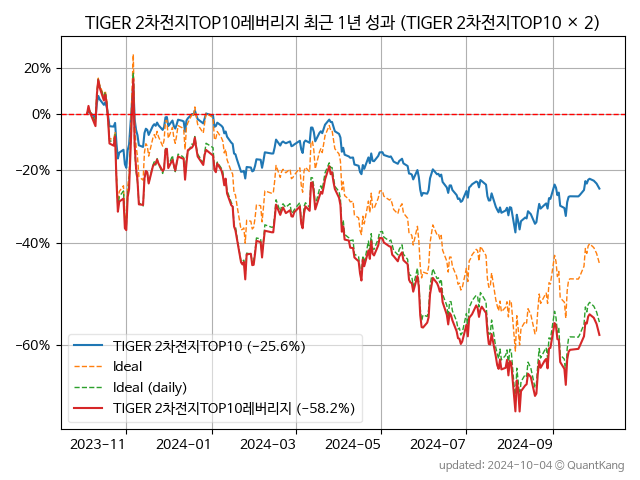 TIGER 2차전지TOP10레버리지 최근 1년 성과 (TIGER 2차전지TOP10 × 2)
20%
0%
−20%
−40%
−60%
TIGER 2차전지TOP10 (−25.6%)
Ideal
Ideal (daily)
TIGER 2차전지TOP10레버리지 (−58.2%)
2023-11 2024-01 2024-03 2024-05 2024-07 2024-09
updated: 2024-10-04 © QuantKang